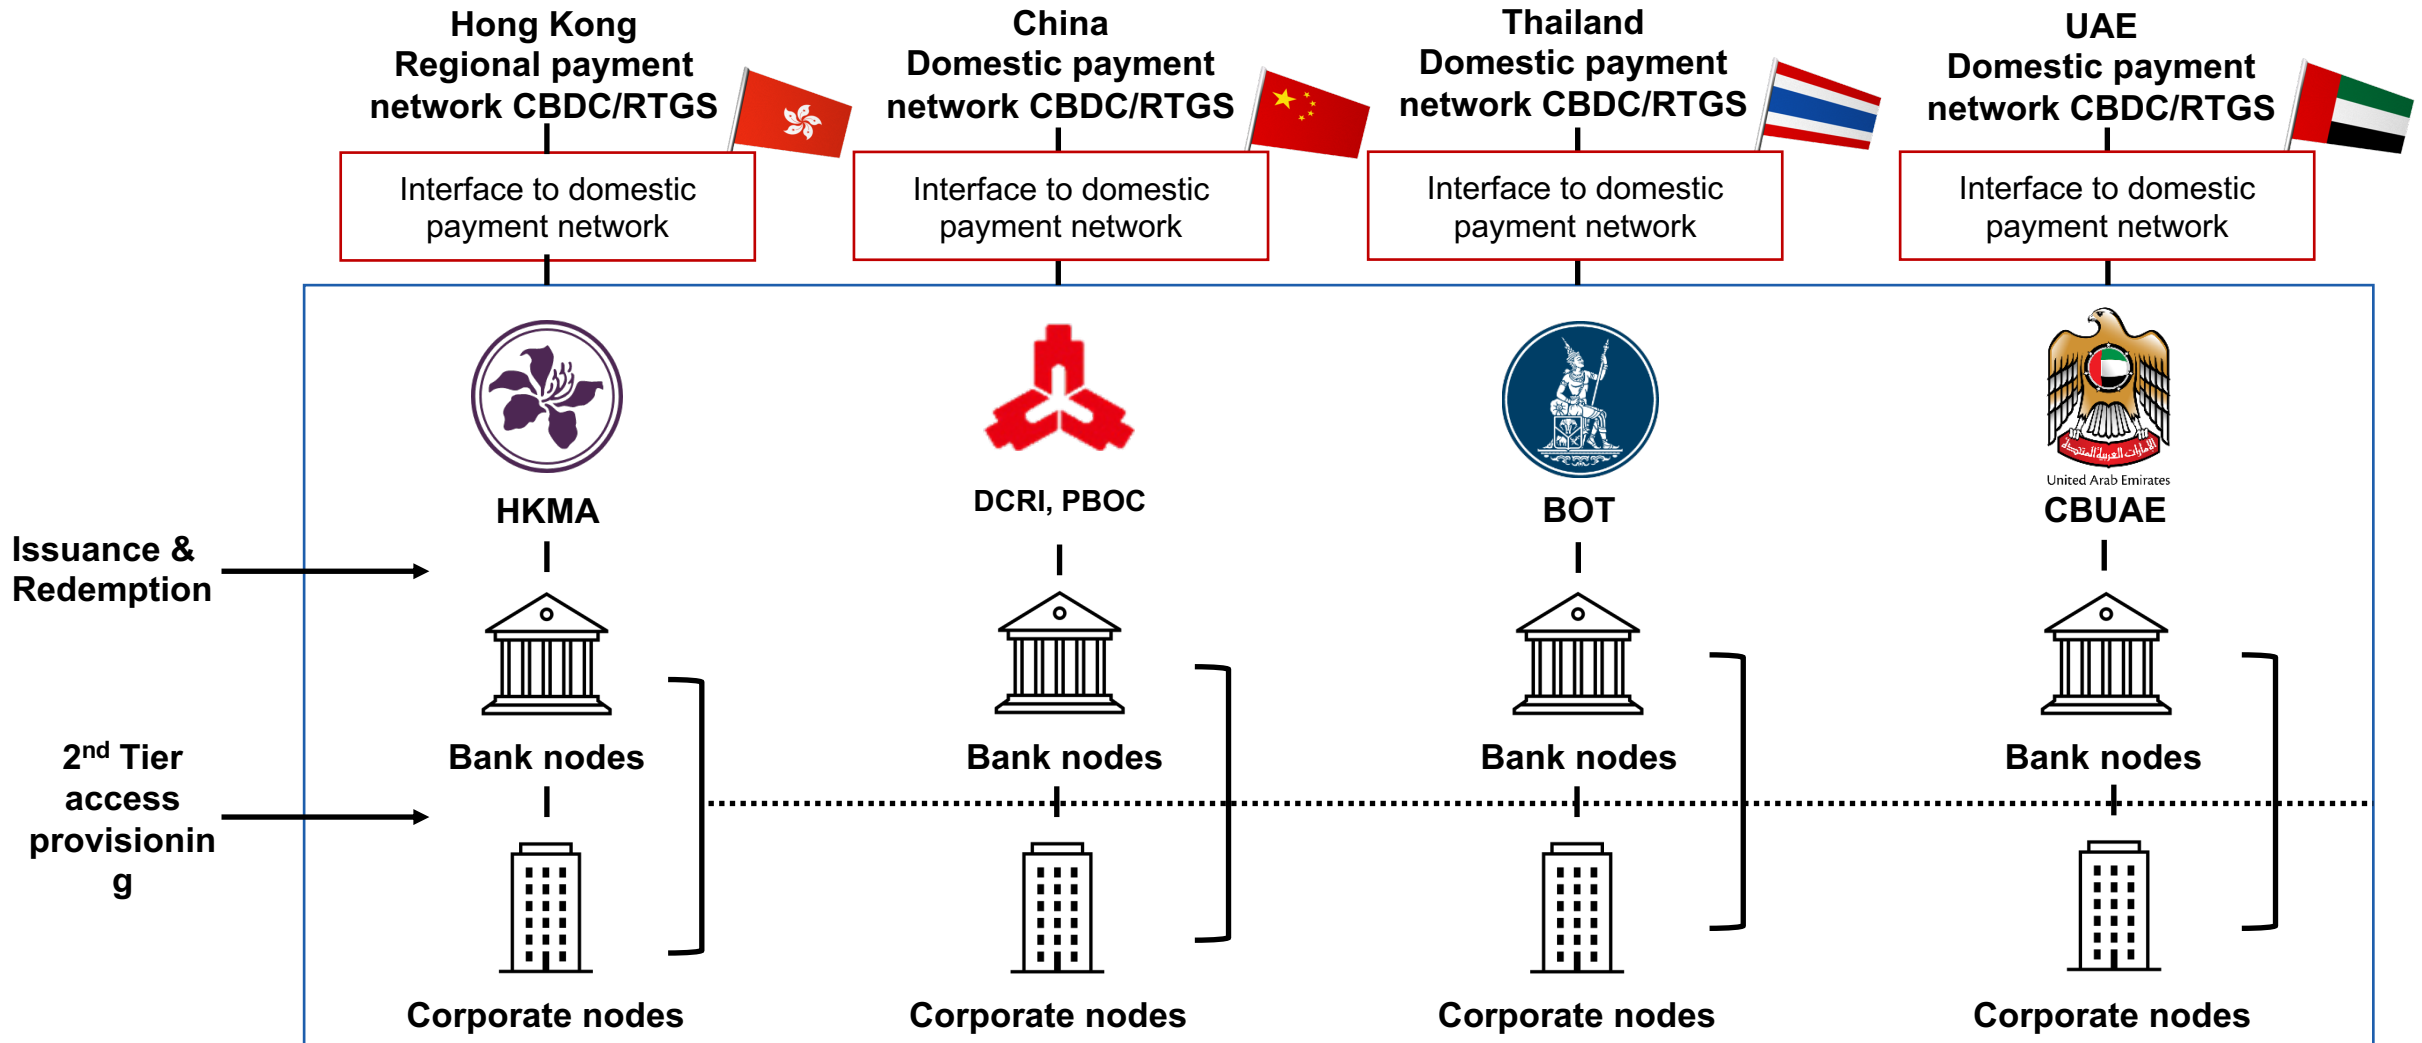 Hong Kong
Regional payment
network CBDC/RTGS
China
Domestic payment
network CBDC/RTGS
Thailand
Domestic payment
network CBDC/RTGS
UAE
Domestic payment
network CBDC/RTGS
Interface to domestic
payment network
Interface to domestic
payment network
Interface to domestic
payment network
Interface to domestic
payment network
الإمارات العربية المتحدة
United Arab Emirates
HKMA
DCRI, PBOC
BOT
CBUAE
Issuance &
Redemption
Bank nodes
Bank nodes
Bank nodes
Bank nodes
2nd Tier
access
provisionin
g
Corporate nodes
Corporate nodes
Corporate nodes
Corporate nodes